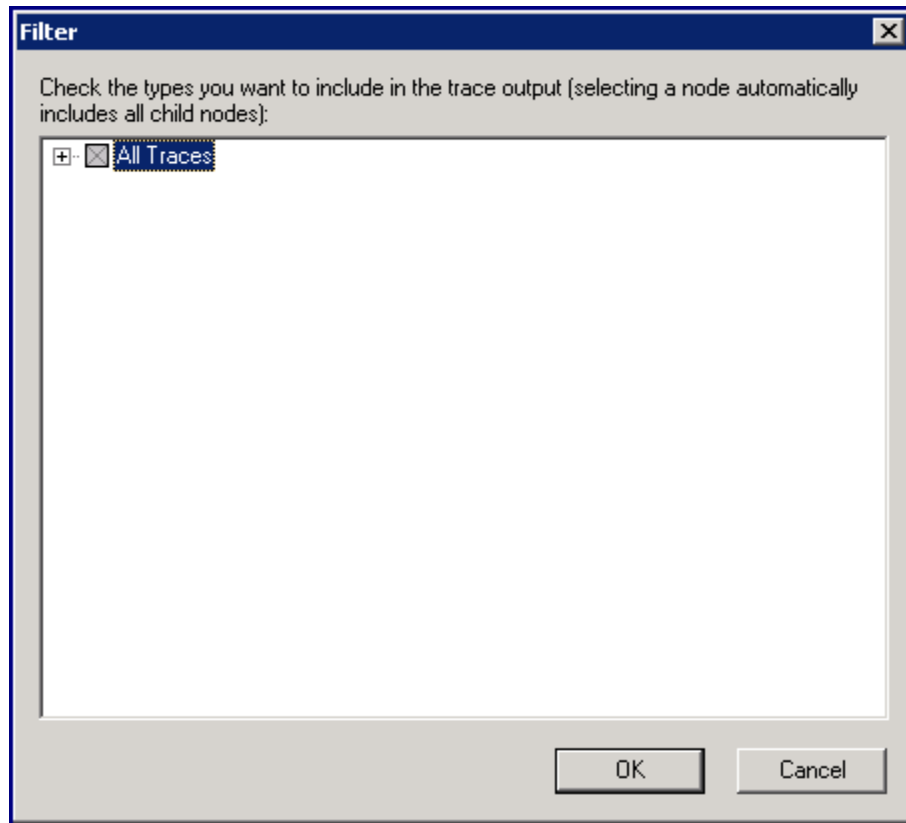 Filter
Check the types you want to include in the trace output (selecting a node automatically
includes all child nodes):
All Traces
OK
Cancel